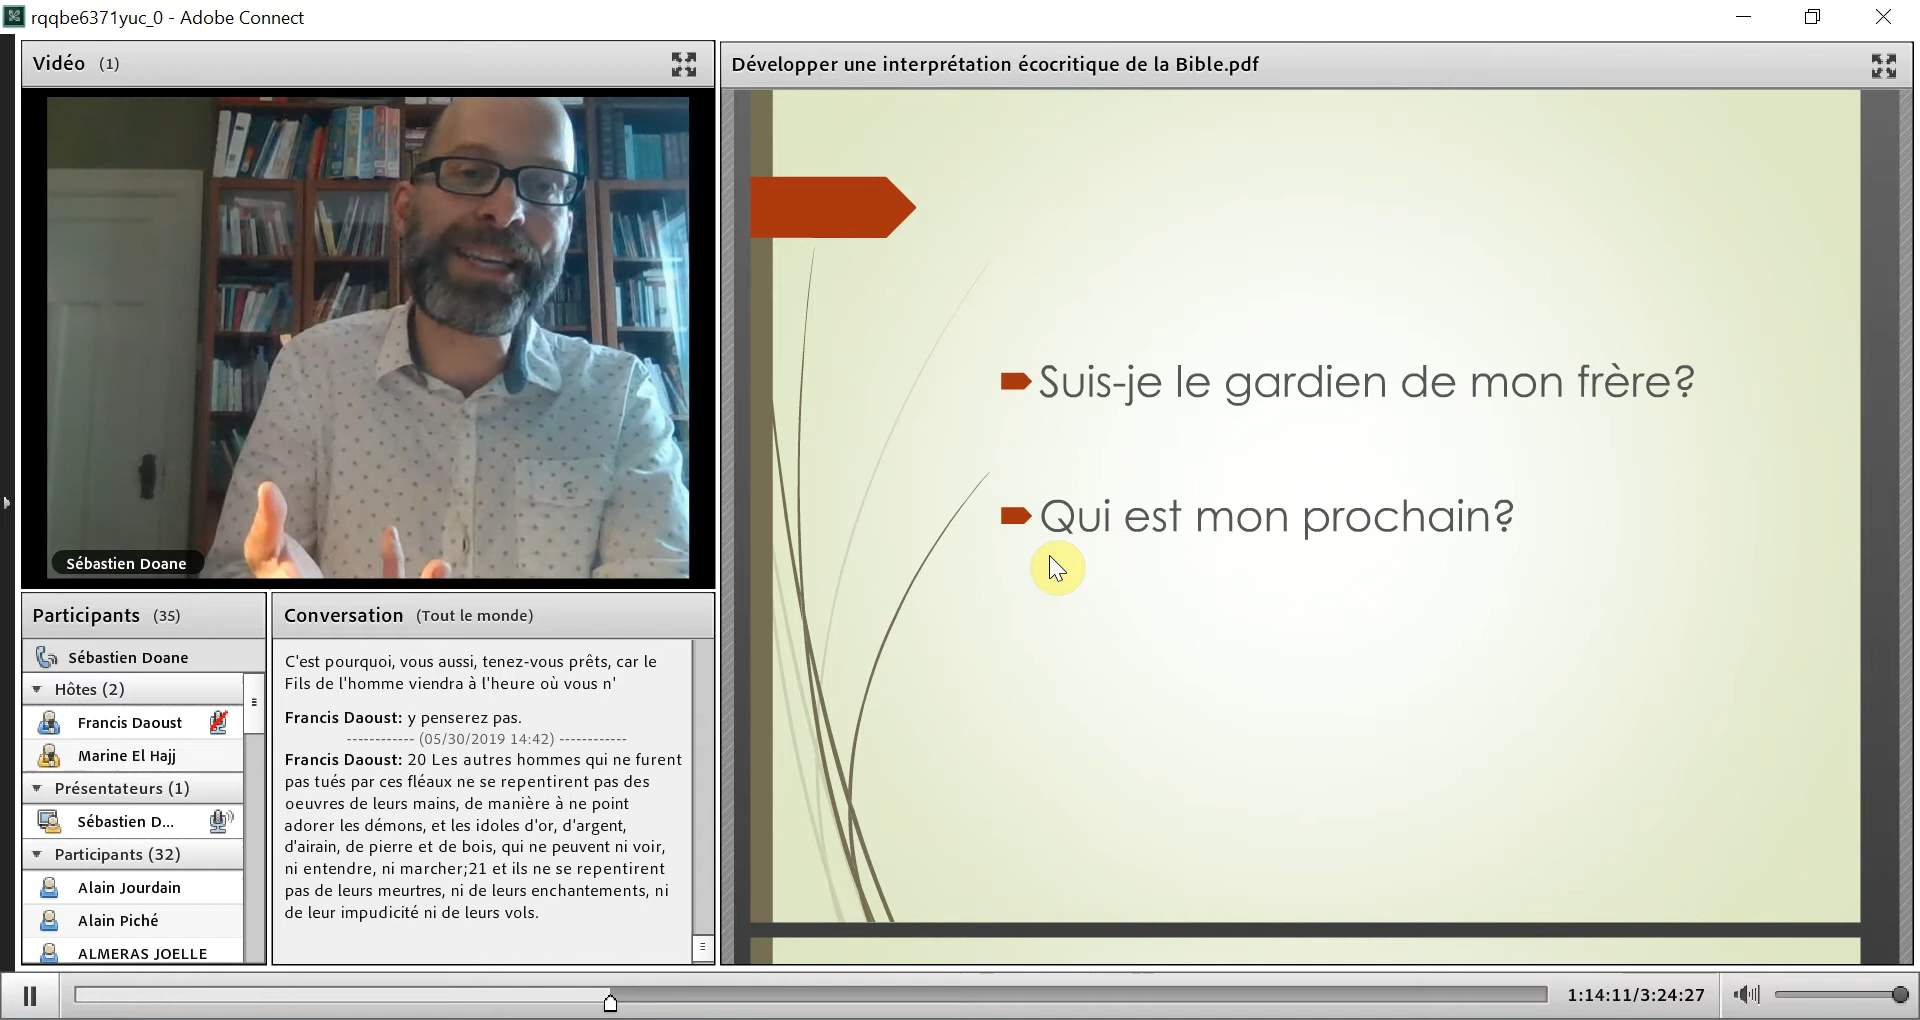 rqqbe6371yuc_0 - Adobe Connect
Vidéo (1)
Sébastien Doane
Participants (35)
Sébastien Doane
Hôtes (2)
Francis Daoust
Marine El Hajj
Présentateurs (1)
Sébastien D...
Participants (32)
Alain Jourdain
Alain Piché
ALMERAS JOELLE
Conversation (Tout le monde)
C'est pourquoi, vous aussi, tenez-vous prêts, car le
Fils de l'homme viendra à l'heure où vous n'
Francis Daoust: y penserez pas.
------------ (05/30/2019 14:42) ------------
Francis Daoust: 20 Les autres hommes qui ne furent
pas tués par ces fléaux ne se repentirent pas des
oeuvres de leurs mains, de manière à ne point
adorer les démons, et les idoles d'or, d'argent,
d'airain, de pierre et de bois, qui ne peuvent ni voir,
ni entendre, ni marcher;21 et ils ne se repentirent
pas de leurs meurtres, ni de leurs enchantements, ni
de leur impudicité ni de leurs vols.
Développer une interprétation écocritique de la Bible.pdf
Suis-je le gardien de mon frère?
Qui est mon prochain?
1:14:11/3:24:27